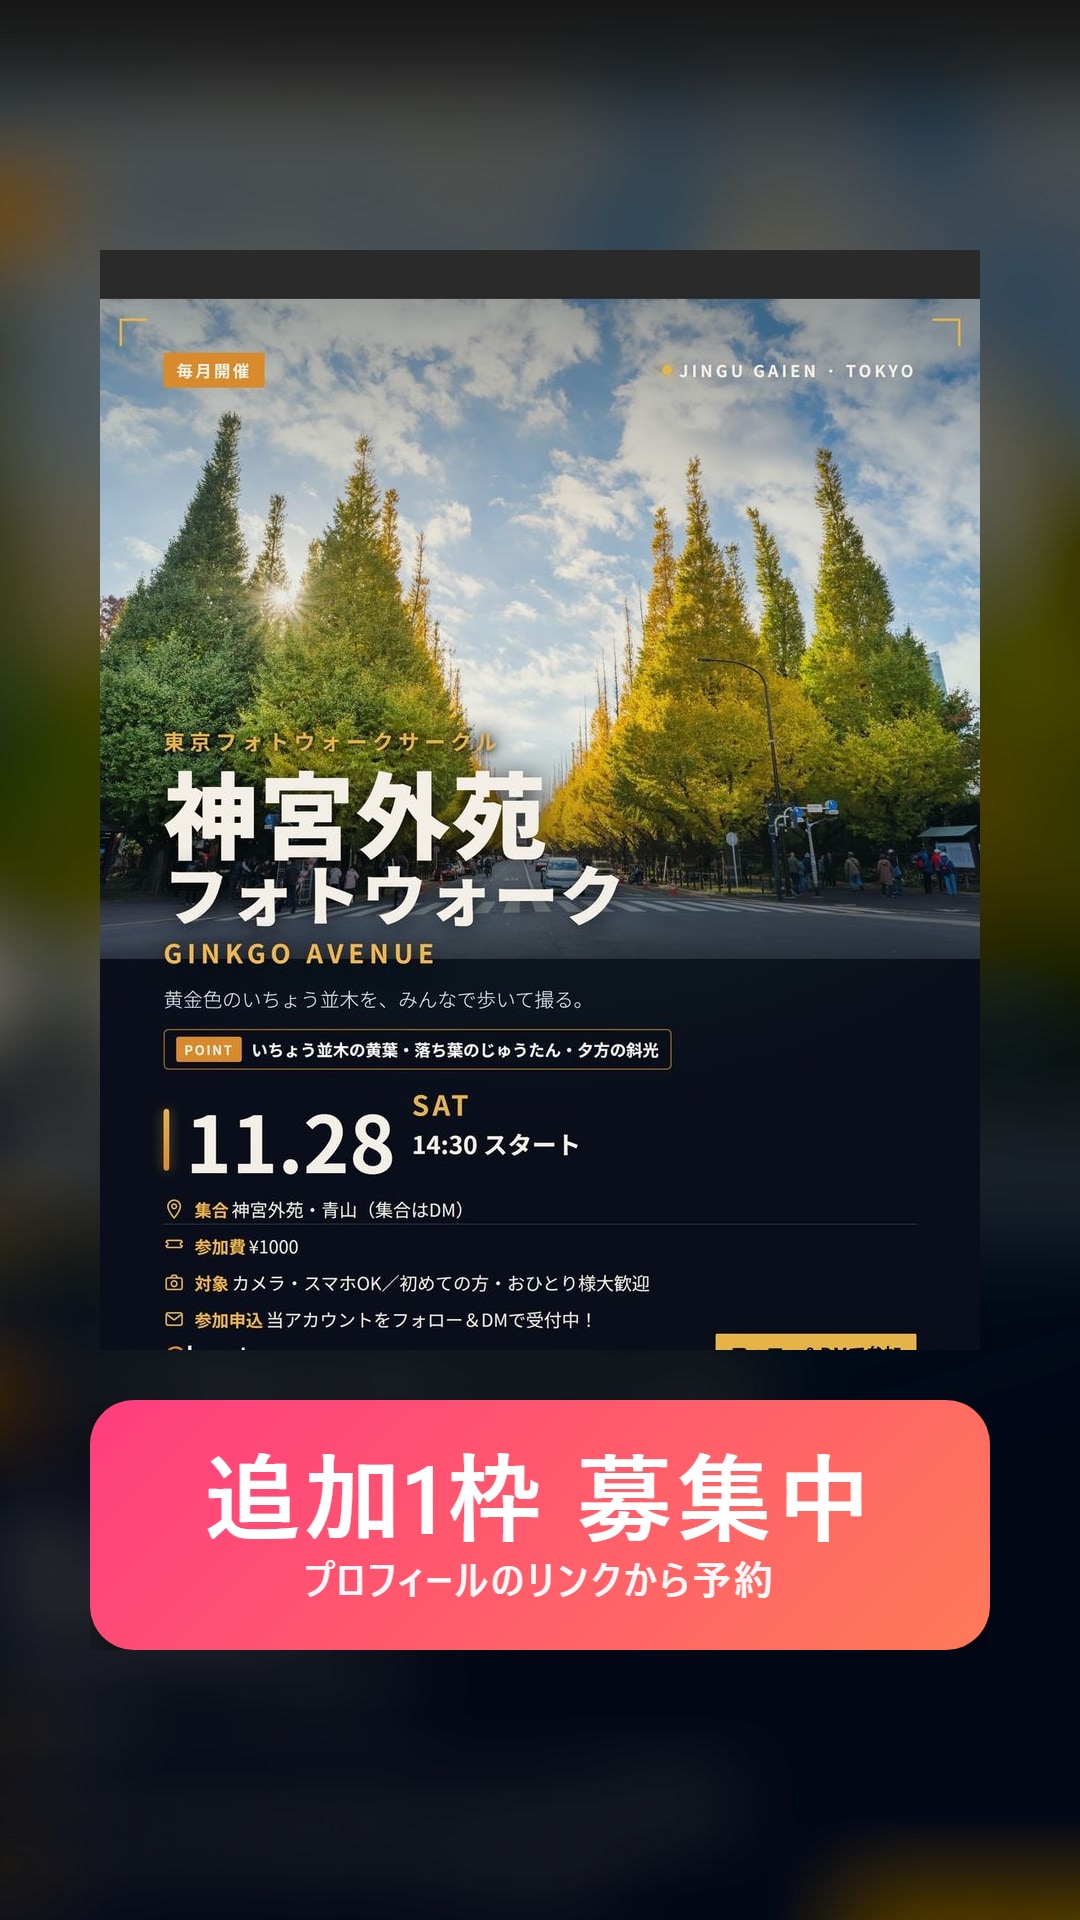 毎月開催
JINGU GAIEN · TOKYO
東京フォトウォークサークル
神宮外苑
フォトウォーク
GINKGO AVENUE
黄金色のいちょう並木を、みんなで歩いて撮る。
POINT いちょう並木の黄葉・落ち葉のじゅうたん・夕方の斜光
11.28 SAT
14:30 スタート
集合 神宮外苑・青山（集合はDM）
参加費 ¥1000
対象 カメラ・スマホOK／初めての方・おひとり様大歓迎
参加申込 当アカウントをフォロー＆DMで受付中！
追加1枠 募集中
プロフィールのリンクから予約